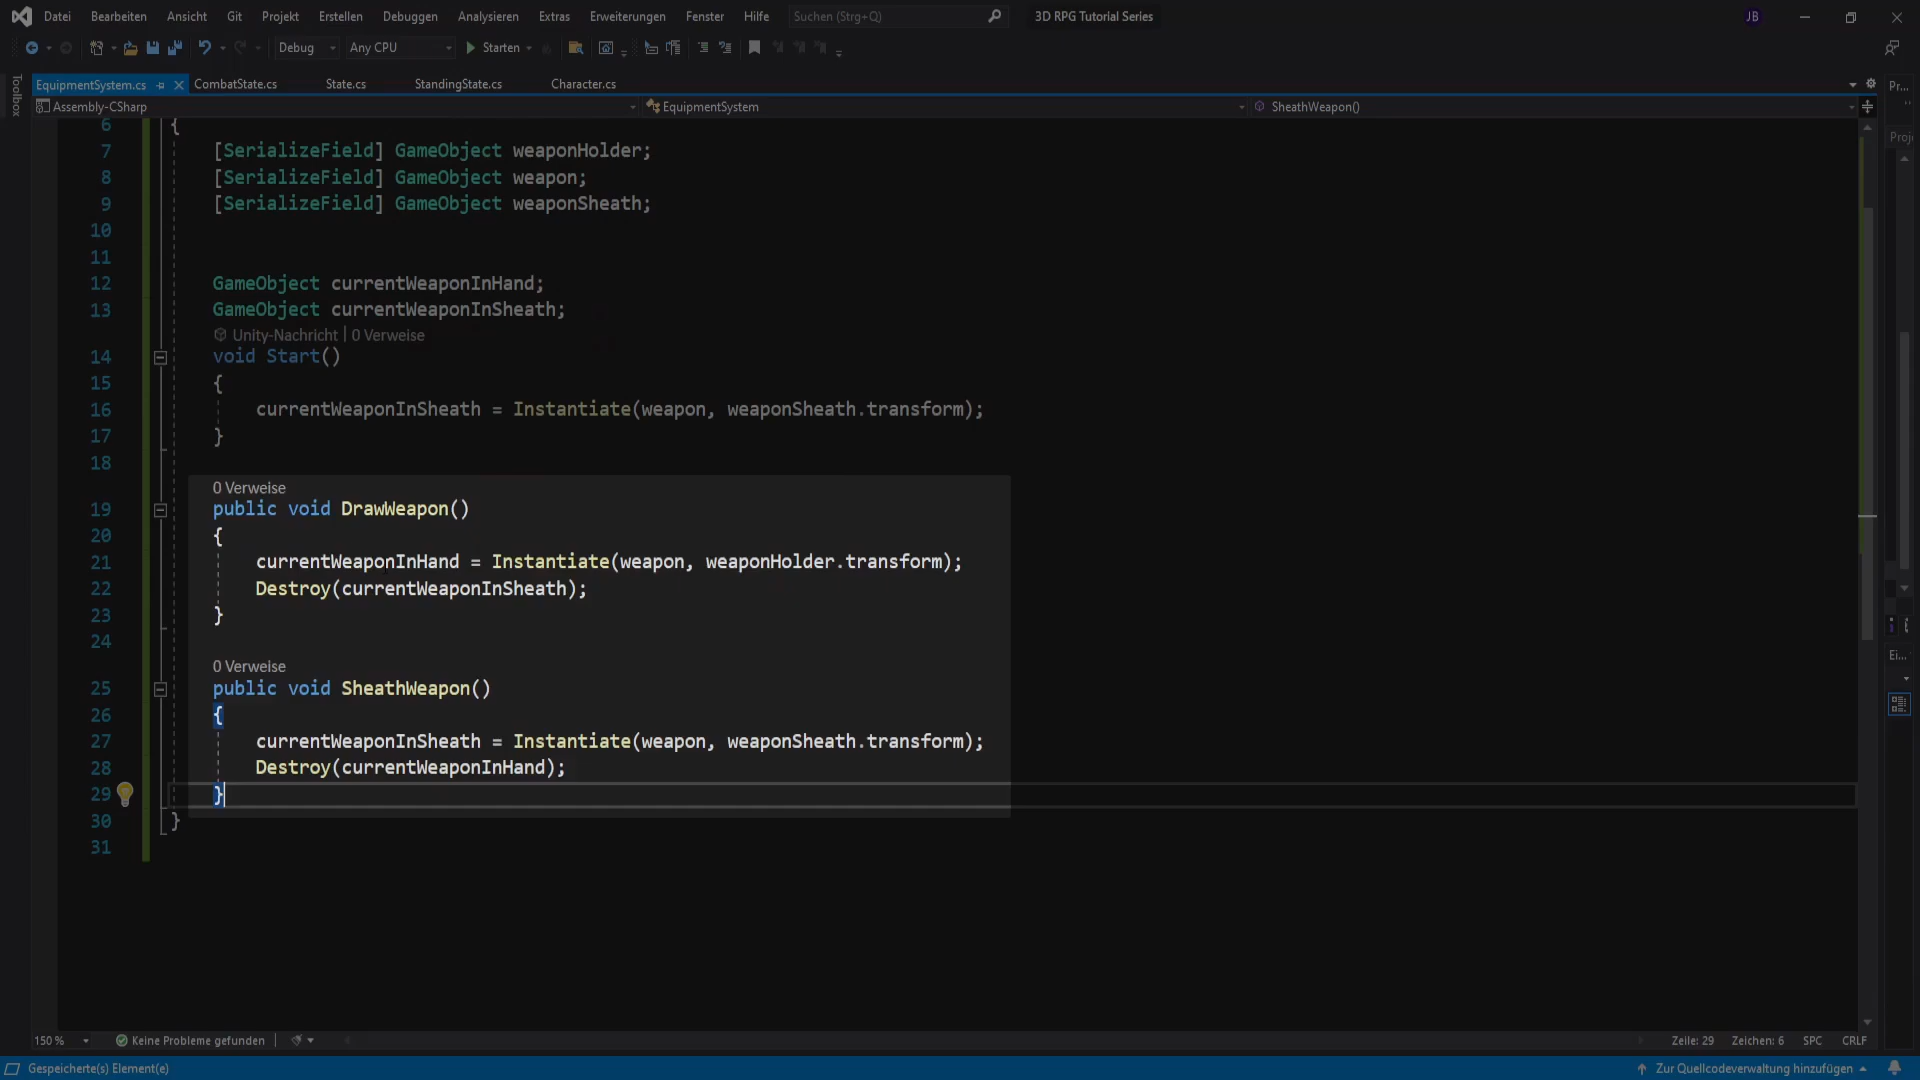 Datei Bearbeiten Ansicht Git Projekt Erstellen Debuggen Analysieren Extras Erweiterungen Fenster Hilfe Suchen (Strg+Q) 3D RPG Tutorial Series JB
Debug Any CPU Starten
EquipmentSystem.cs CombatState.cs State.cs StandingState.cs Character.cs Pr...
Toolbox
Assembly-CSharp EquipmentSystem SheathWeapon()
6 {
7 [SerializeField] GameObject weaponHolder;
8 [SerializeField] GameObject weapon;
9 [SerializeField] GameObject weaponSheath;
10
11
12 GameObject currentWeaponInHand;
13 GameObject currentWeaponInSheath;
Unity-Nachricht | 0 Verweise
14 void Start()
15 {
16 currentWeaponInSheath = Instantiate(weapon, weaponSheath.transform);
17 }
18
0 Verweise
19 public void DrawWeapon()
20 {
21 currentWeaponInHand = Instantiate(weapon, weaponHolder.transform);
22 Destroy(currentWeaponInSheath);
23 }
24
0 Verweise
25 public void SheathWeapon()
26 {
27 currentWeaponInSheath = Instantiate(weapon, weaponSheath.transform);
28 Destroy(currentWeaponInHand);
29 }
30 }
31
Proj
Ei...
150 % Keine Probleme gefunden Zeile: 29 Zeichen: 6 SPC CRLF
Gespeicherte(s) Element(e) Zur Quellcodeverwaltung hinzufügen